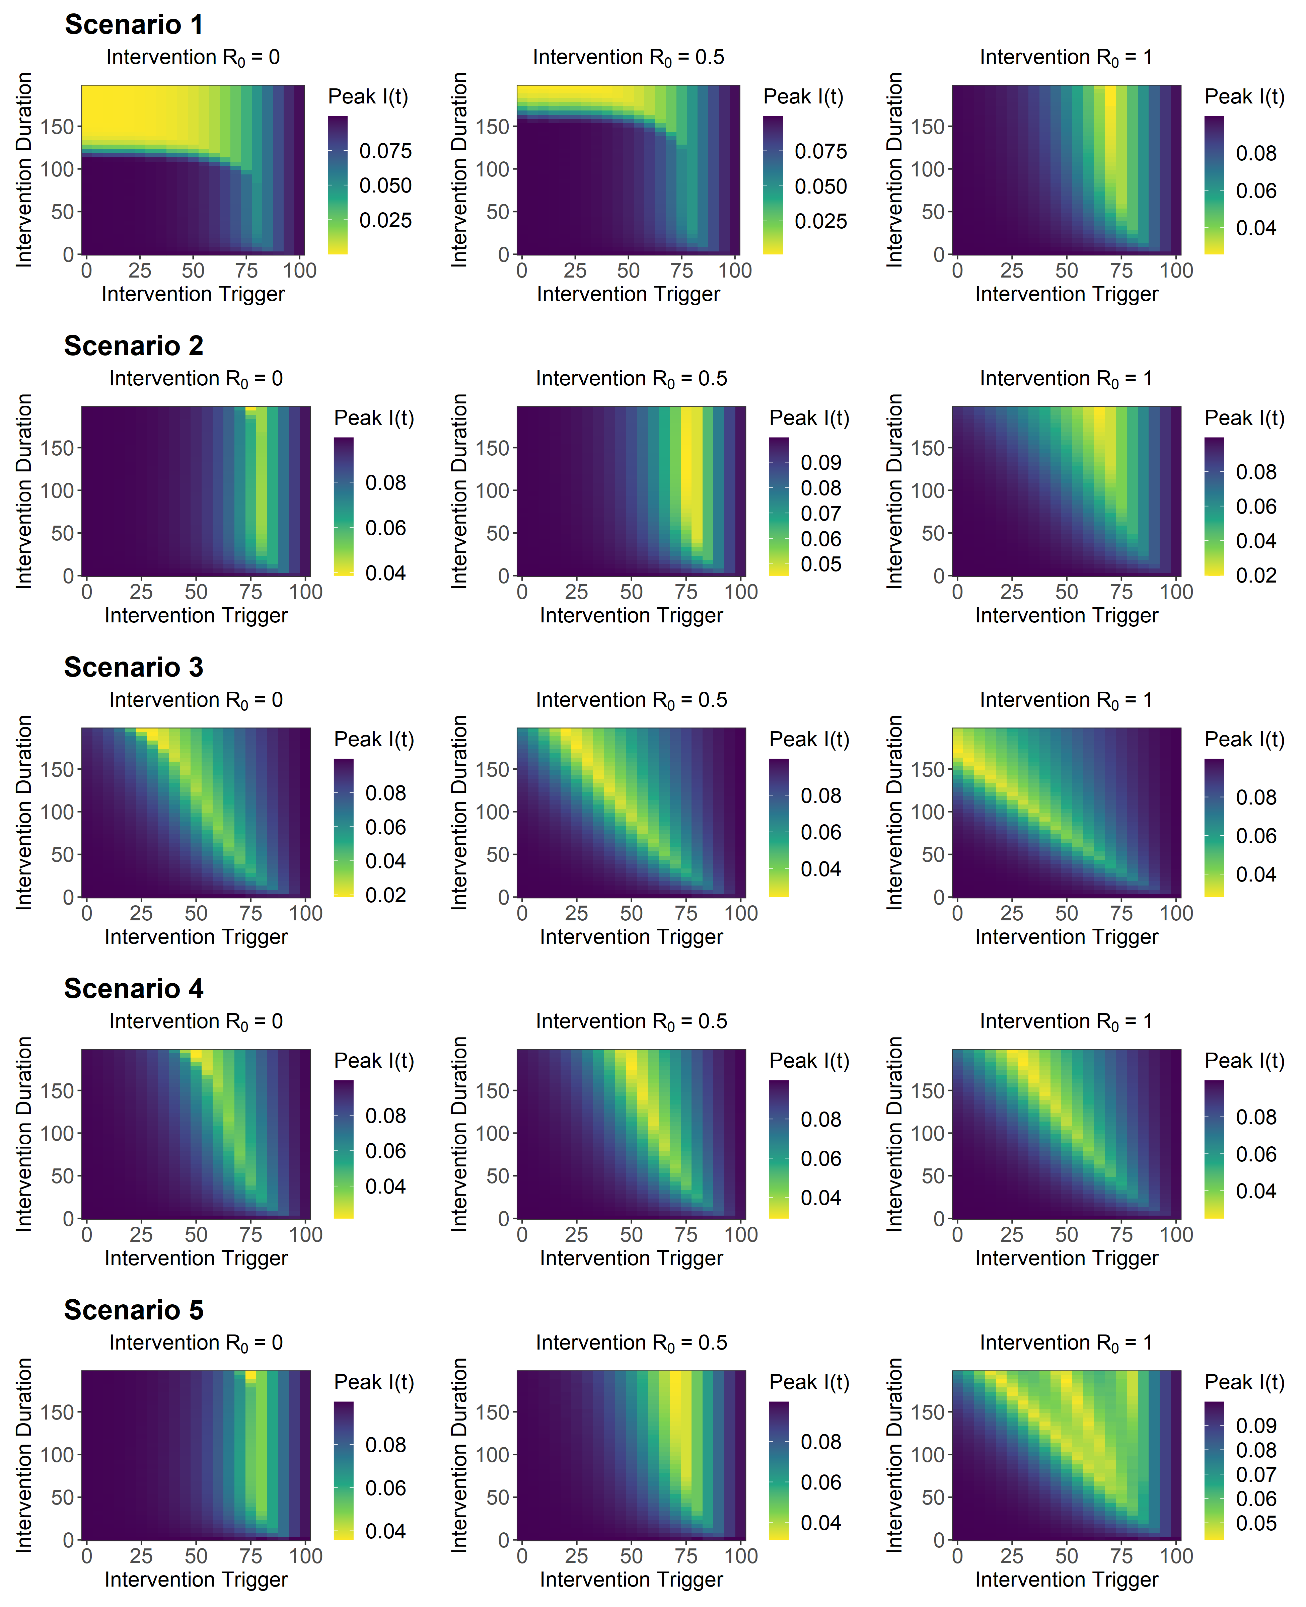 Scenario 1
Intervention R0 = 0
Intervention R0 = 0.5
Intervention R0 = 1
Intervention Duration
150
100
50
0
0 25 50 75 100
Intervention Trigger
Peak I(t)
0.075
0.050
0.025
Intervention Duration
150
100
50
0
0 25 50 75 100
Intervention Trigger
Peak I(t)
0.075
0.050
0.025
Intervention Duration
150
100
50
0
0 25 50 75 100
Intervention Trigger
Peak I(t)
0.08
0.06
0.04
Scenario 2
Intervention R0 = 0
Intervention R0 = 0.5
Intervention R0 = 1
Intervention Duration
150
100
50
0
0 25 50 75 100
Intervention Trigger
Peak I(t)
0.08
0.06
0.04
Intervention Duration
150
100
50
0
0 25 50 75 100
Intervention Trigger
Peak I(t)
0.09
0.08
0.07
0.06
0.05
Intervention Duration
150
100
50
0
0 25 50 75 100
Intervention Trigger
Peak I(t)
0.08
0.06
0.04
0.02
Scenario 3
Intervention R0 = 0
Intervention R0 = 0.5
Intervention R0 = 1
Intervention Duration
150
100
50
0
0 25 50 75 100
Intervention Trigger
Peak I(t)
0.08
0.06
0.04
0.02
Intervention Duration
150
100
50
0
0 25 50 75 100
Intervention Trigger
Peak I(t)
0.08
0.06
0.04
Intervention Duration
150
100
50
0
0 25 50 75 100
Intervention Trigger
Peak I(t)
0.08
0.06
0.04
Scenario 4
Intervention R0 = 0
Intervention R0 = 0.5
Intervention R0 = 1
Intervention Duration
150
100
50
0
0 25 50 75 100
Intervention Trigger
Peak I(t)
0.08
0.06
0.04
Intervention Duration
150
100
50
0
0 25 50 75 100
Intervention Trigger
Peak I(t)
0.08
0.06
0.04
Intervention Duration
150
100
50
0
0 25 50 75 100
Intervention Trigger
Peak I(t)
0.08
0.06
0.04
Scenario 5
Intervention R0 = 0
Intervention R0 = 0.5
Intervention R0 = 1
Intervention Duration
150
100
50
0
0 25 50 75 100
Intervention Trigger
Peak I(t)
0.08
0.06
0.04
Intervention Duration
150
100
50
0
0 25 50 75 100
Intervention Trigger
Peak I(t)
0.08
0.06
0.04
Intervention Duration
150
100
50
0
0 25 50 75 100
Intervention Trigger
Peak I(t)
0.09
0.08
0.07
0.06
0.05